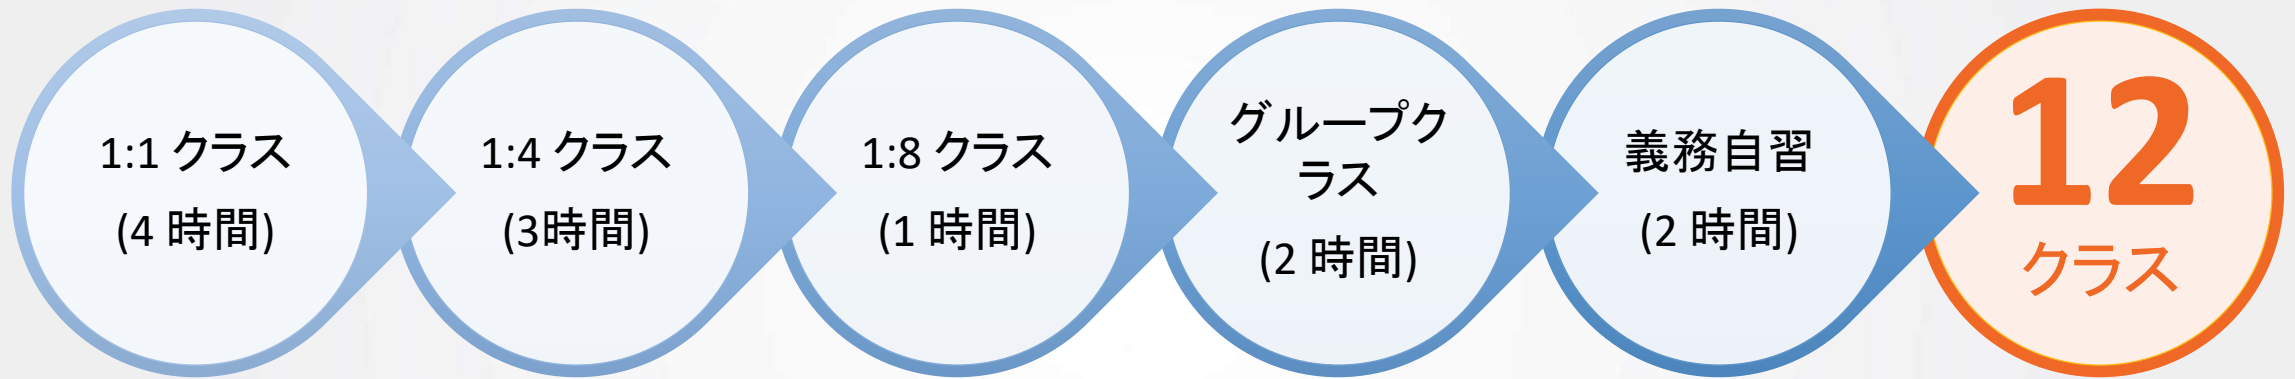 1:1 クラス
(4 時間)
1:4 クラス
(3時間)
1:8 クラス
(1 時間)
グループク
ラス
(2 時間)
義務自習
(2 時間)
12
クラス